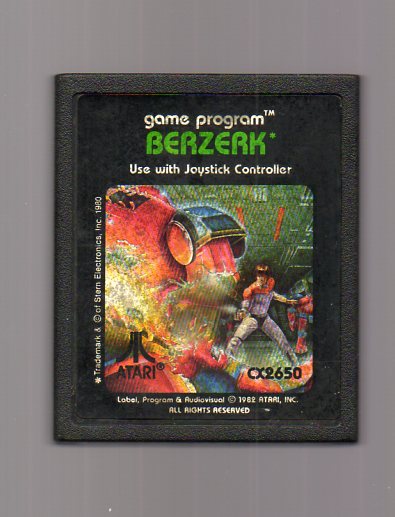 game program™
BERZERK*
Use with Joystick Controller
* Trademark & © of Stern Electronics, Inc. 1980
ATARI®
CX2650
Label, Program & Audiovisual © 1982 ATARI, INC.
ALL RIGHTS RESERVED